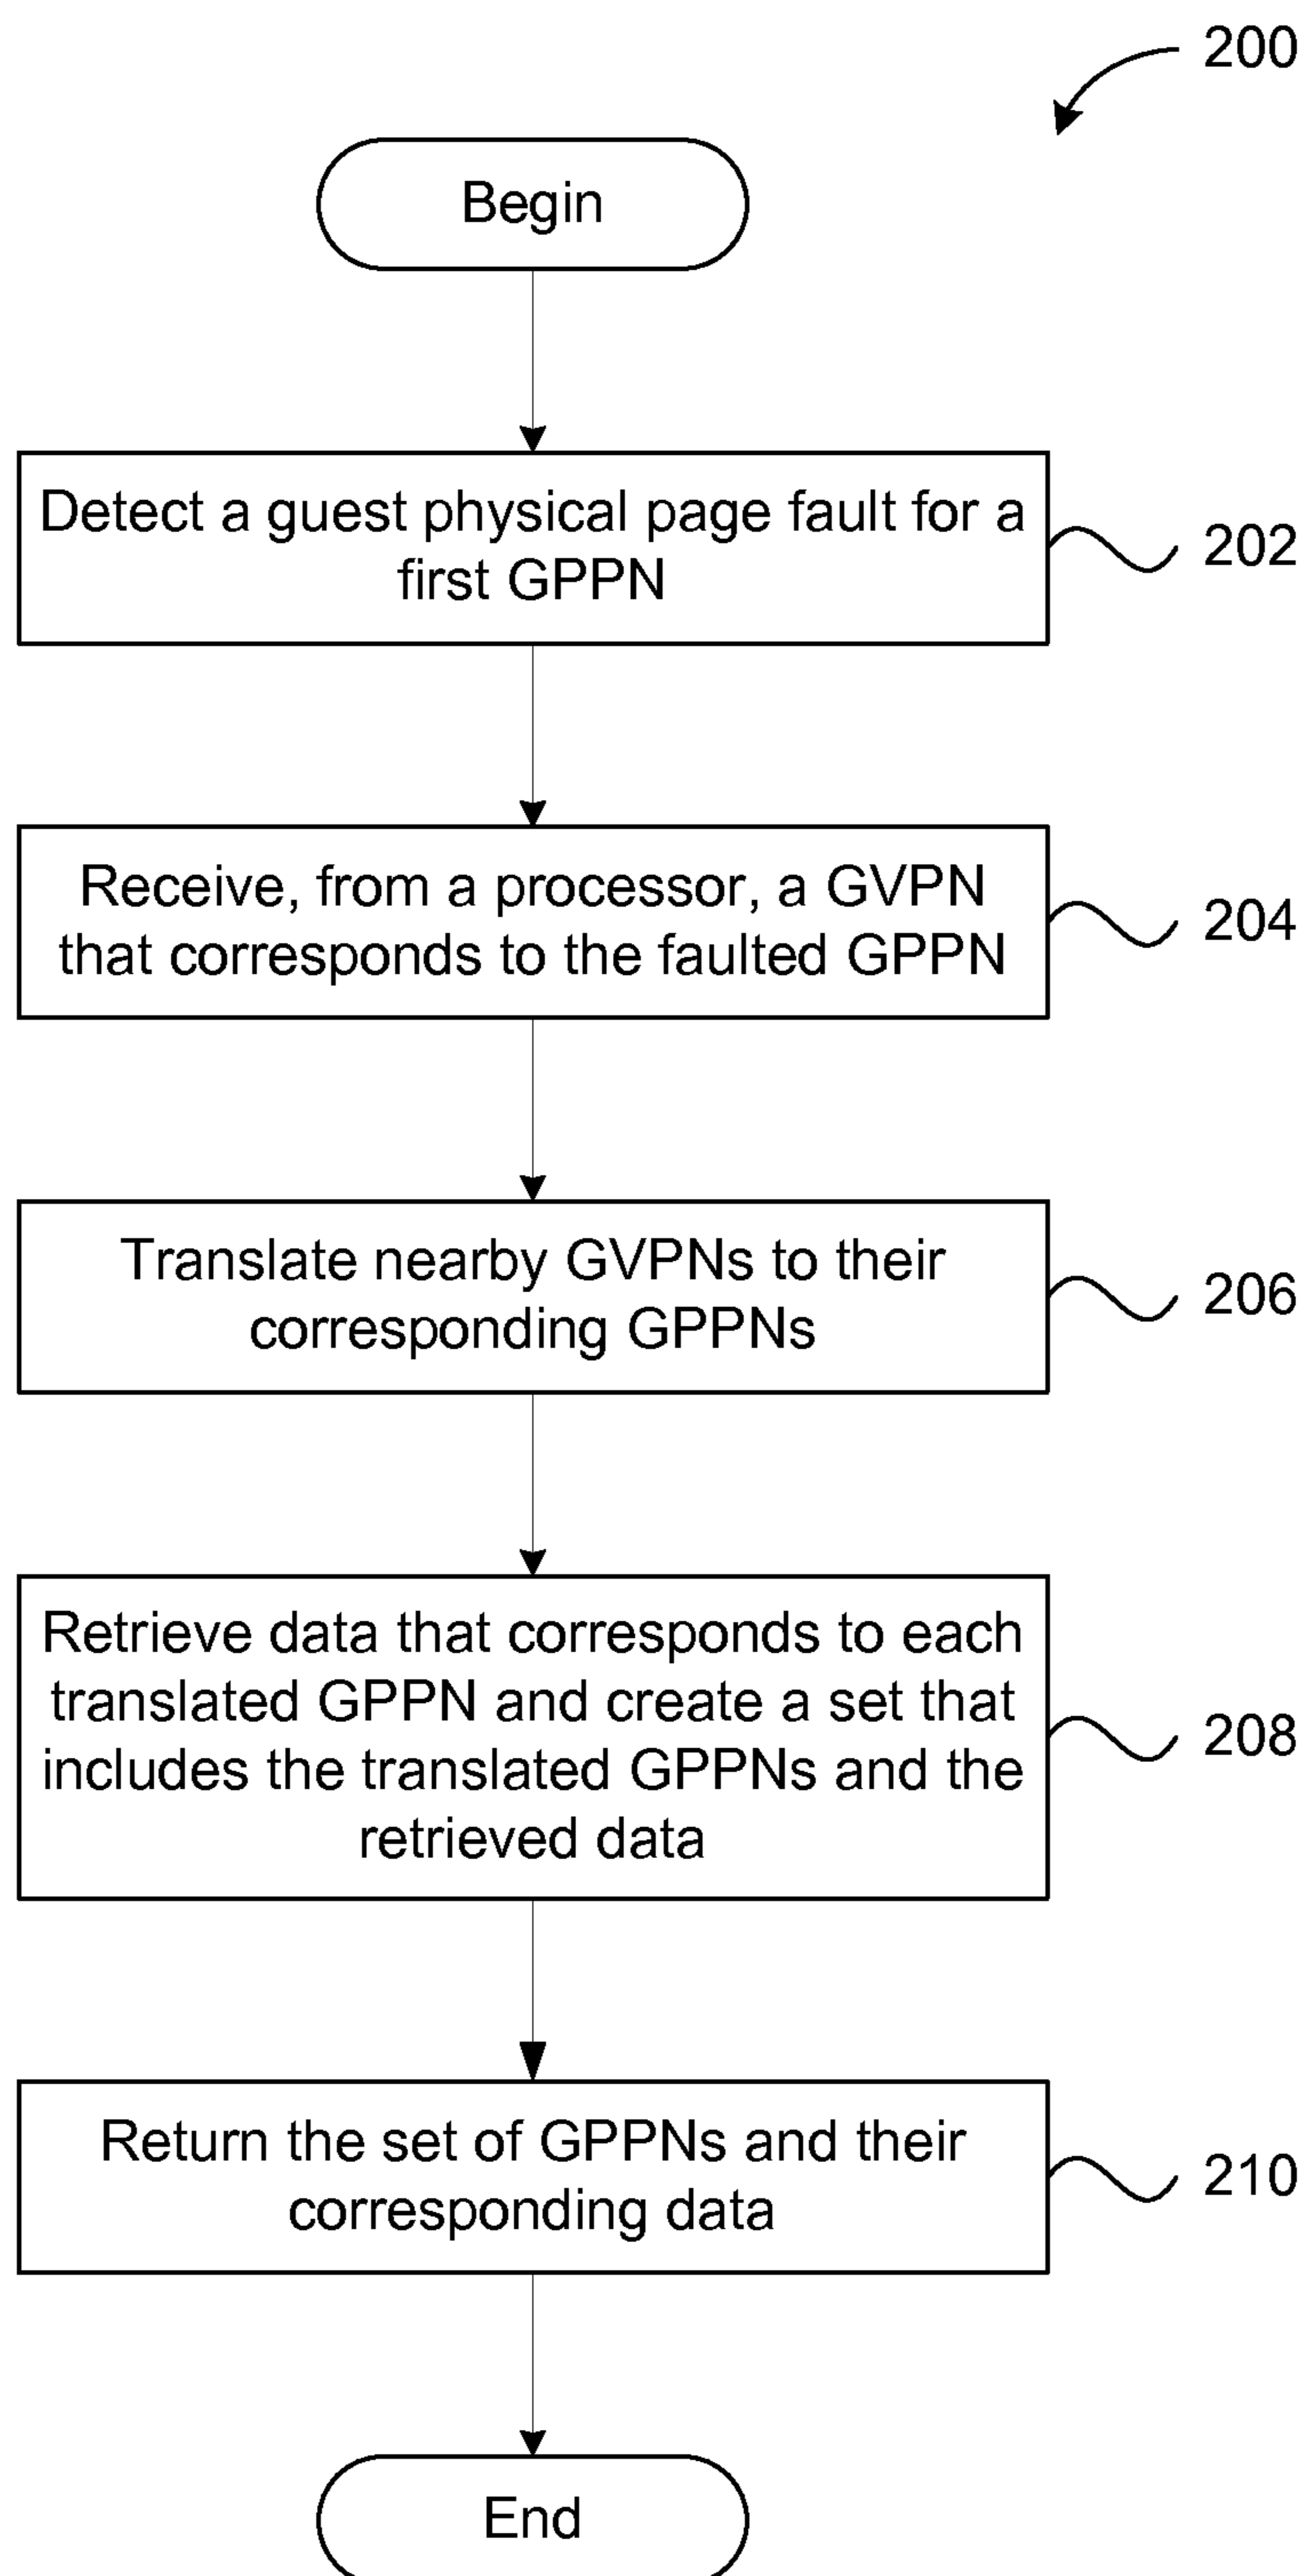 200
Begin
Detect a guest physical page fault for a
first GPPN
202
Receive, from a processor, a GVPN
that corresponds to the faulted GPPN
204
Translate nearby GVPNs to their
corresponding GPPNs
206
Retrieve data that corresponds to each
translated GPPN and create a set that
includes the translated GPPNs and the
retrieved data
208
Return the set of GPPNs and their
corresponding data
210
End